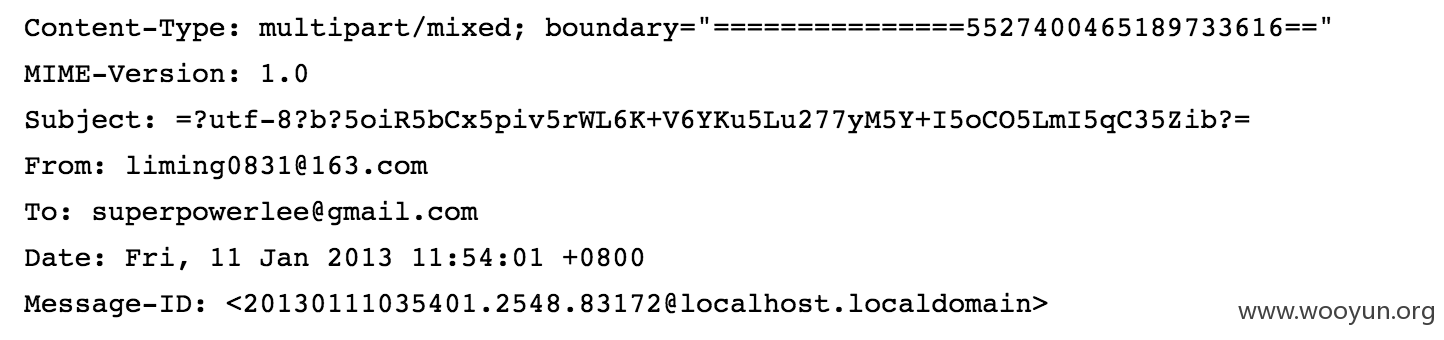 Content-Type: multipart/mixed; boundary="===============5527400465189733616=="
MIME-Version: 1.0
Subject: =?utf-8?b?5oiR5bCx5piv5rWL6K+V6YKu5Lu277yM5Y+I5oCO5LmI5qC35Zib?=
From: liming0831@163.com
To: superpowerlee@gmail.com
Date: Fri, 11 Jan 2013 11:54:01 +0800
Message-ID: <20130111035401.2548.83172@localhost.localdomain>
www.wooyun.org